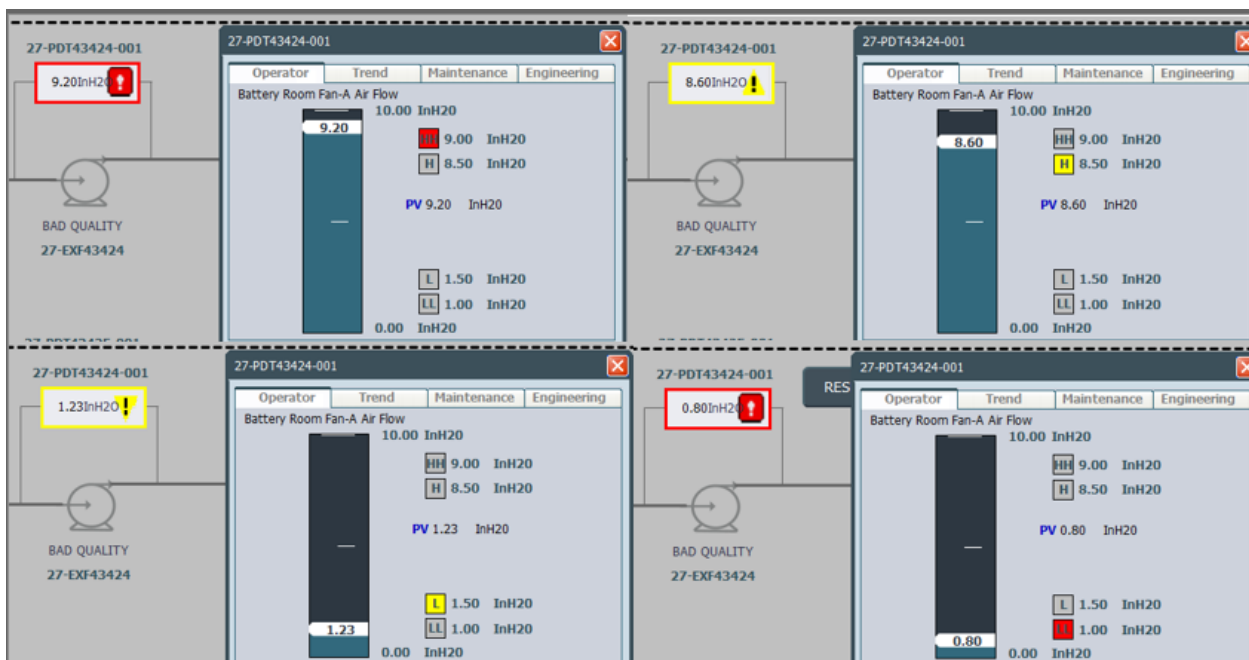 27-PDT43424-001
9.20InH2O
BAD QUALITY
27-EXF43424
27-PDT43424-001
Operator Trend Maintenance Engineering
Battery Room Fan-A Air Flow
10.00 InH20
9.20
HH 9.00 InH20
H 8.50 InH20
PV 9.20 InH20
L 1.50 InH20
LL 1.00 InH20
0.00 InH20
27-PDT43424-001
8.60InH2O
BAD QUALITY
27-EXF43424
27-PDT43424-001
Operator Trend Maintenance Engineering
Battery Room Fan-A Air Flow
10.00 InH20
8.60
HH 9.00 InH20
H 8.50 InH20
PV 8.60 InH20
L 1.50 InH20
LL 1.00 InH20
0.00 InH20
27-PDT43424-001
1.23InH2O
BAD QUALITY
27-EXF43424
27-PDT43424-001
Operator Trend Maintenance Engineering
Battery Room Fan-A Air Flow
10.00 InH20
HH 9.00 InH20
H 8.50 InH20
PV 1.23 InH20
L 1.50 InH20
1.23
LL 1.00 InH20
0.00 InH20
27-PDT43424-001
RES
0.80InH2O
BAD QUALITY
27-EXF43424
27-PDT43424-001
Operator Trend Maintenance Engineering
Battery Room Fan-A Air Flow
10.00 InH20
HH 9.00 InH20
H 8.50 InH20
PV 0.80 InH20
L 1.50 InH20
LL 1.00 InH20
0.80
0.00 InH20